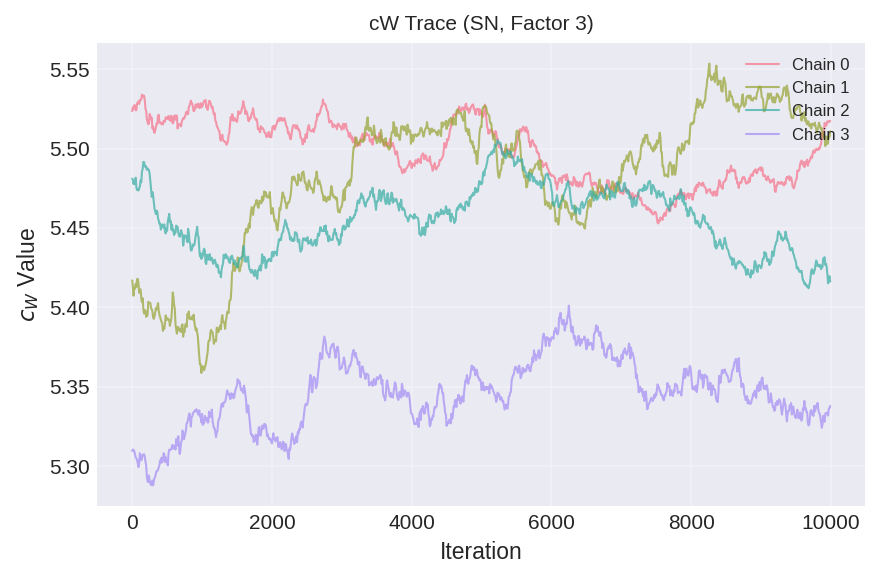 cW Trace (SN, Factor 3)
Chain 0
Chain 1
Chain 2
Chain 3
5.55
5.50
5.45
5.40
5.35
5.30
c_W Value
0 2000 4000 6000 8000 10000
Iteration